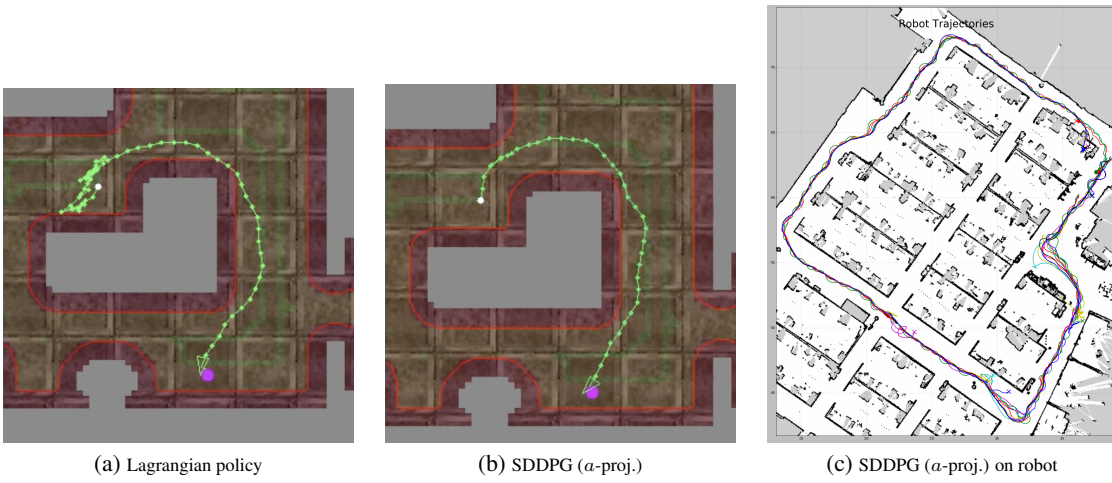 Robot Trajectories
(a) Lagrangian policy
(b) SDDPG (a-proj.)
(c) SDDPG (a-proj.) on robot